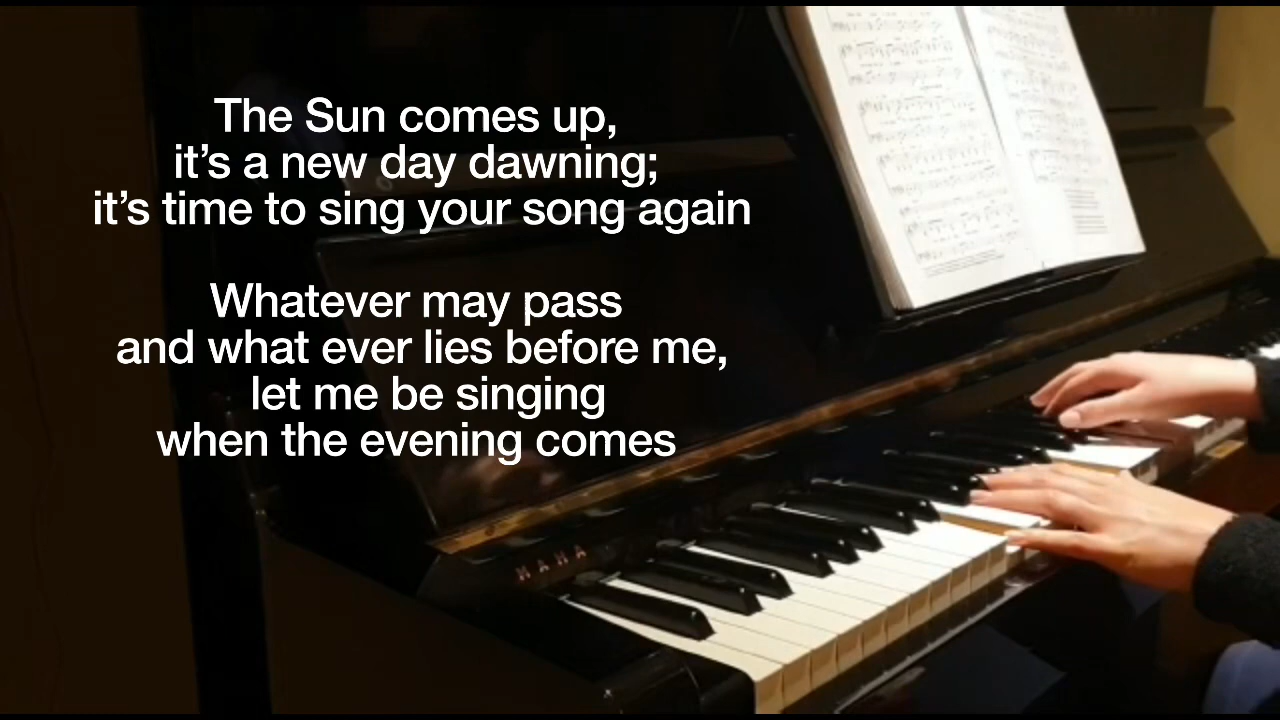 The Sun comes up,
it’s a new day dawning;
it’s time to sing your song again
Whatever may pass
and what ever lies before me,
let me be singing
when the evening comes